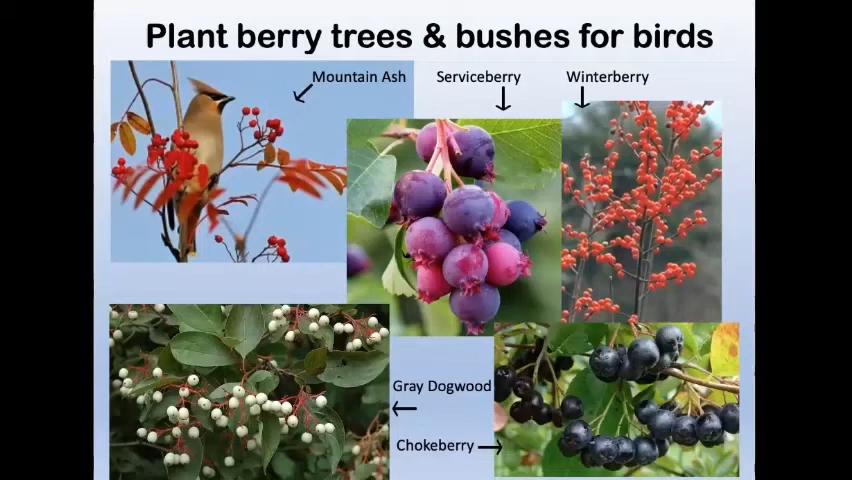 Plant berry trees & bushes for birds
Mountain Ash
Serviceberry
Winterberry
Gray Dogwood
Chokeberry